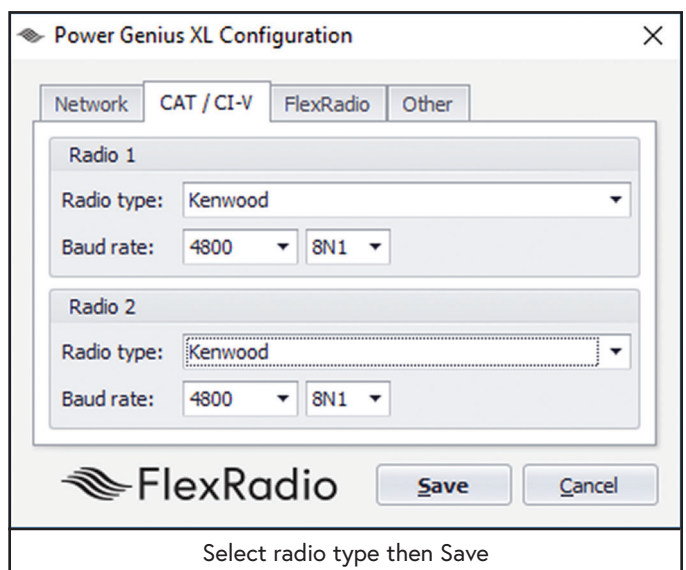 Power Genius XL Configuration
Network CAT / CI-V FlexRadio Other
Radio 1
Radio type: Kenwood
Baud rate: 4800 8N1
Radio 2
Radio type: Kenwood
Baud rate: 4800 8N1
FlexRadio Save Cancel
Select radio type then Save